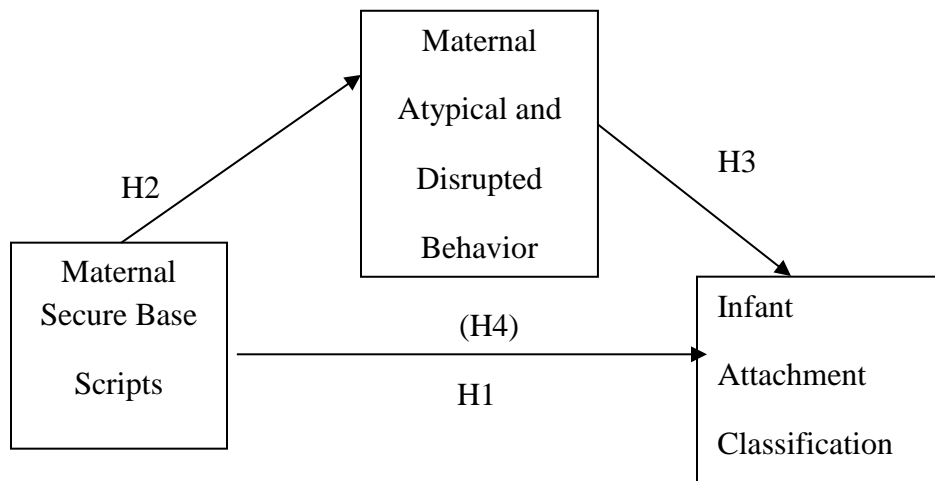 Maternal
Atypical and
Disrupted
Behavior
H2
H3
Maternal
Secure Base
Scripts
(H4)
H1
Infant
Attachment
Classification